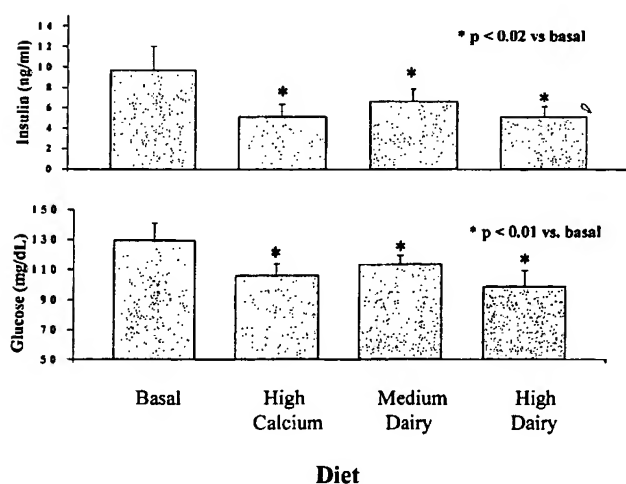 * p < 0.02 vs basal
Insulin (ng/ml)
14
12
10
8
6
4
2
0
*
*
*
* p < 0.01 vs. basal
Glucose (mg/dL)
150
130
110
90
70
50
*
*
*
Basal
High
Calcium
Medium
Dairy
High
Dairy
Diet